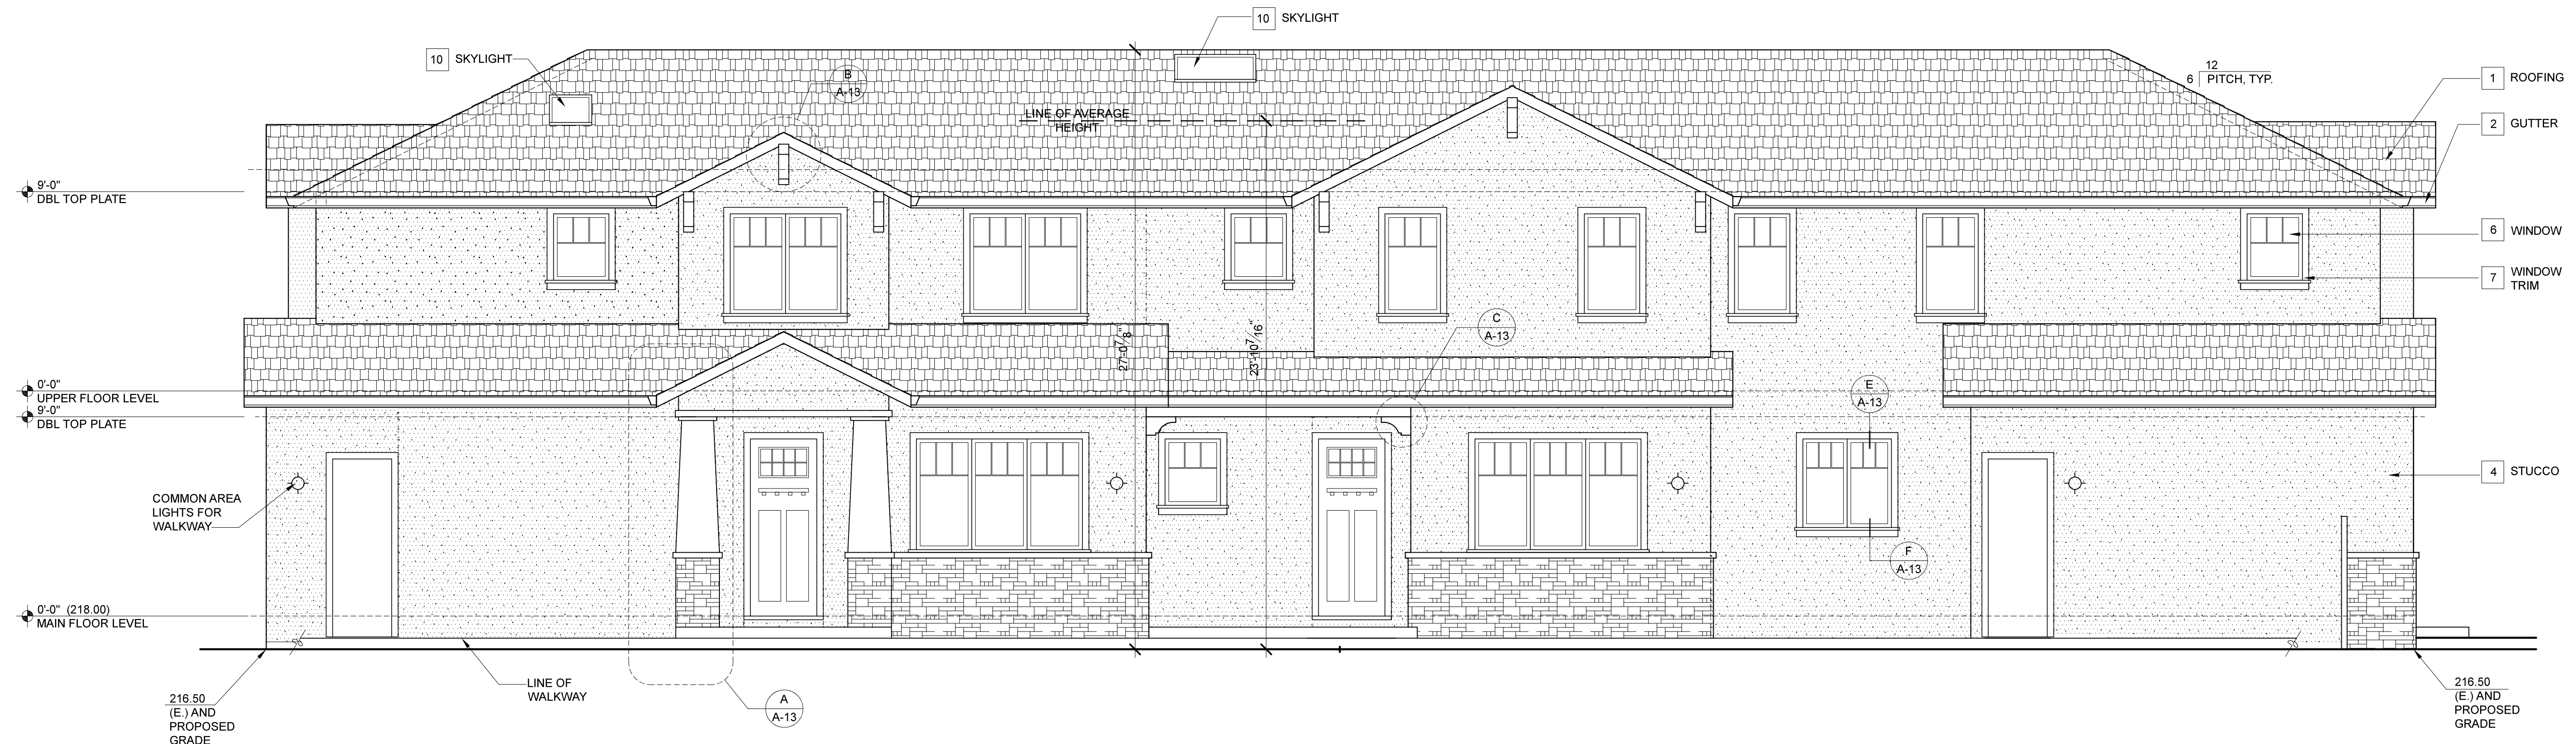 10 SKYLIGHT
10 SKYLIGHT
B
A-13
12
6 PITCH, TYP.
1 ROOFING
LINE OF AVERAGE
HEIGHT
2 GUTTER
9'-0"
DBL TOP PLATE
6 WINDOW
7 WINDOW
TRIM
C
A-13
27'-0 7/8"
23'-10 7/16"
0'-0"
UPPER FLOOR LEVEL
9'-0"
DBL TOP PLATE
E
A-13
4 STUCCO
COMMON AREA
LIGHTS FOR
WALKWAY
F
A-13
0'-0" (218.00)
MAIN FLOOR LEVEL
LINE OF
WALKWAY
A
A-13
216.50
(E.) AND
PROPOSED
GRADE
216.50
(E.) AND
PROPOSED
GRADE